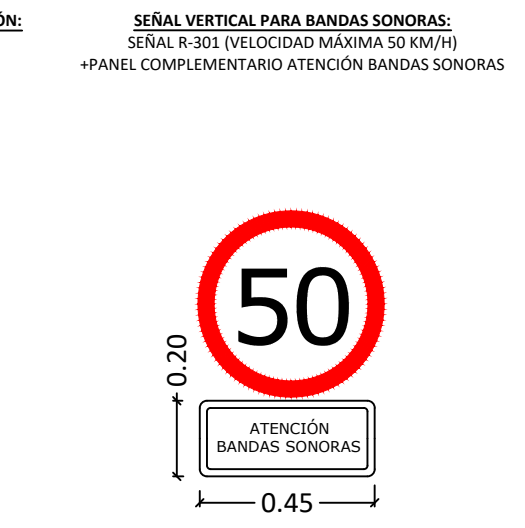 ÓN:
SEÑAL VERTICAL PARA BANDAS SONORAS:
SEÑAL R-301 (VELOCIDAD MÁXIMA 50 KM/H)
+PANEL COMPLEMENTARIO ATENCIÓN BANDAS SONORAS
50
0.20
ATENCIÓN
BANDAS SONORAS
0.45